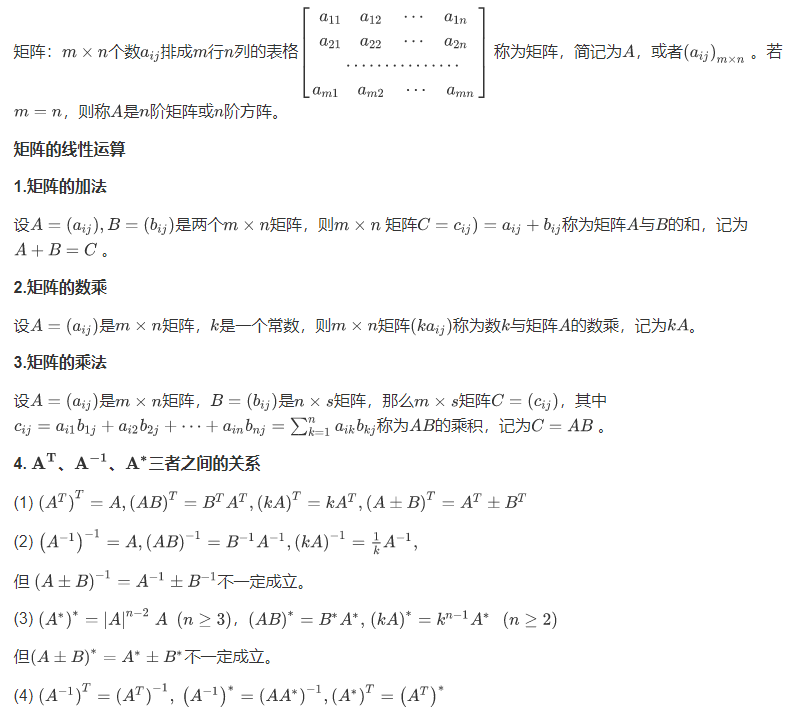 矩阵：$m \times n$个数$a_{ij}$排成$m$行$n$列的表格$\begin{bmatrix} a_{11} & a_{12} & \cdots & a_{1n} \\ a_{21} & a_{22} & \cdots & a_{2n} \\ & \cdots\cdots\cdots\cdots\cdots & & \\ a_{m1} & a_{m2} & \cdots & a_{mn} \end{bmatrix}$ 称为矩阵，简记为$A$，或者$(a_{ij})_{m \times n}$ 。若
$m = n$，则称$A$是$n$阶矩阵或$n$阶方阵。
矩阵的线性运算
1.矩阵的加法
设$A = (a_{ij}), B = (b_{ij})$是两个$m \times n$矩阵，则$m \times n$ 矩阵$C = c_{ij}) = a_{ij} + b_{ij}$称为矩阵$A$与$B$的和，记为
$A + B = C$ 。
2.矩阵的数乘
设$A = (a_{ij})$是$m \times n$矩阵，$k$是一个常数，则$m \times n$矩阵$(ka_{ij})$称为数$k$与矩阵$A$的数乘，记为$kA$。
3.矩阵的乘法
设$A = (a_{ij})$是$m \times n$矩阵，$B = (b_{ij})$是$n \times s$矩阵，那么$m \times s$矩阵$C = (c_{ij})$，其中
$c_{ij} = a_{i1}b_{1j} + a_{i2}b_{2j} + \cdots + a_{in}b_{nj} = \sum_{k=1}^{n} a_{ik}b_{kj}$称为$AB$的乘积，记为$C = AB$ 。
4. $\mathbf{A^T}$、$\mathbf{A^{-1}}$、$\mathbf{A^*}$三者之间的关系
(1) $(A^T)^T = A, (AB)^T = B^T A^T, (kA)^T = kA^T, (A \pm B)^T = A^T \pm B^T$
(2) $(A^{-1})^{-1} = A, (AB)^{-1} = B^{-1}A^{-1}, (kA)^{-1} = \frac{1}{k}A^{-1},$
但 $(A \pm B)^{-1} = A^{-1} \pm B^{-1}$不一定成立。
(3) $(A^*)^* = |A|^{n-2} A \ (n \geq 3)$，$(AB)^* = B^* A^*, (kA)^* = k^{n-1}A^* \ (n \geq 2)$
但$(A \pm B)^* = A^* \pm B^*$不一定成立。
(4) $(A^{-1})^T = (A^T)^{-1}, (A^{-1})^* = (AA^*)^{-1}, (A^*)^T = (A^T)^*$